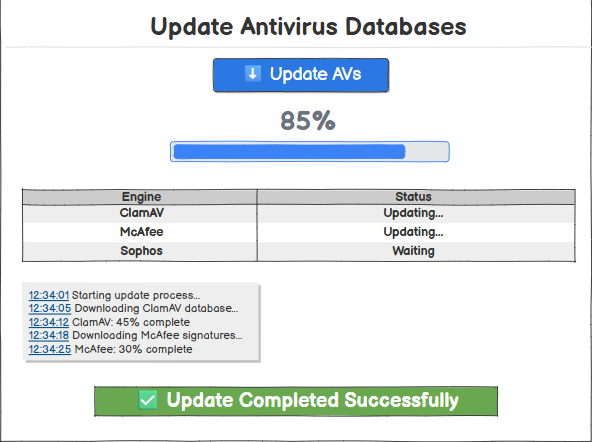 Update Antivirus Databases
⬇ Update AVs
85%
Engine Status
ClamAV Updating...
McAfee Updating...
Sophos Waiting
12:34:01 Starting update process...
12:34:05 Downloading ClamAV database...
12:34:12 ClamAV: 45% complete
12:34:18 Downloading McAfee signatures...
12:34:25 McAfee: 30% complete
✅ Update Completed Successfully